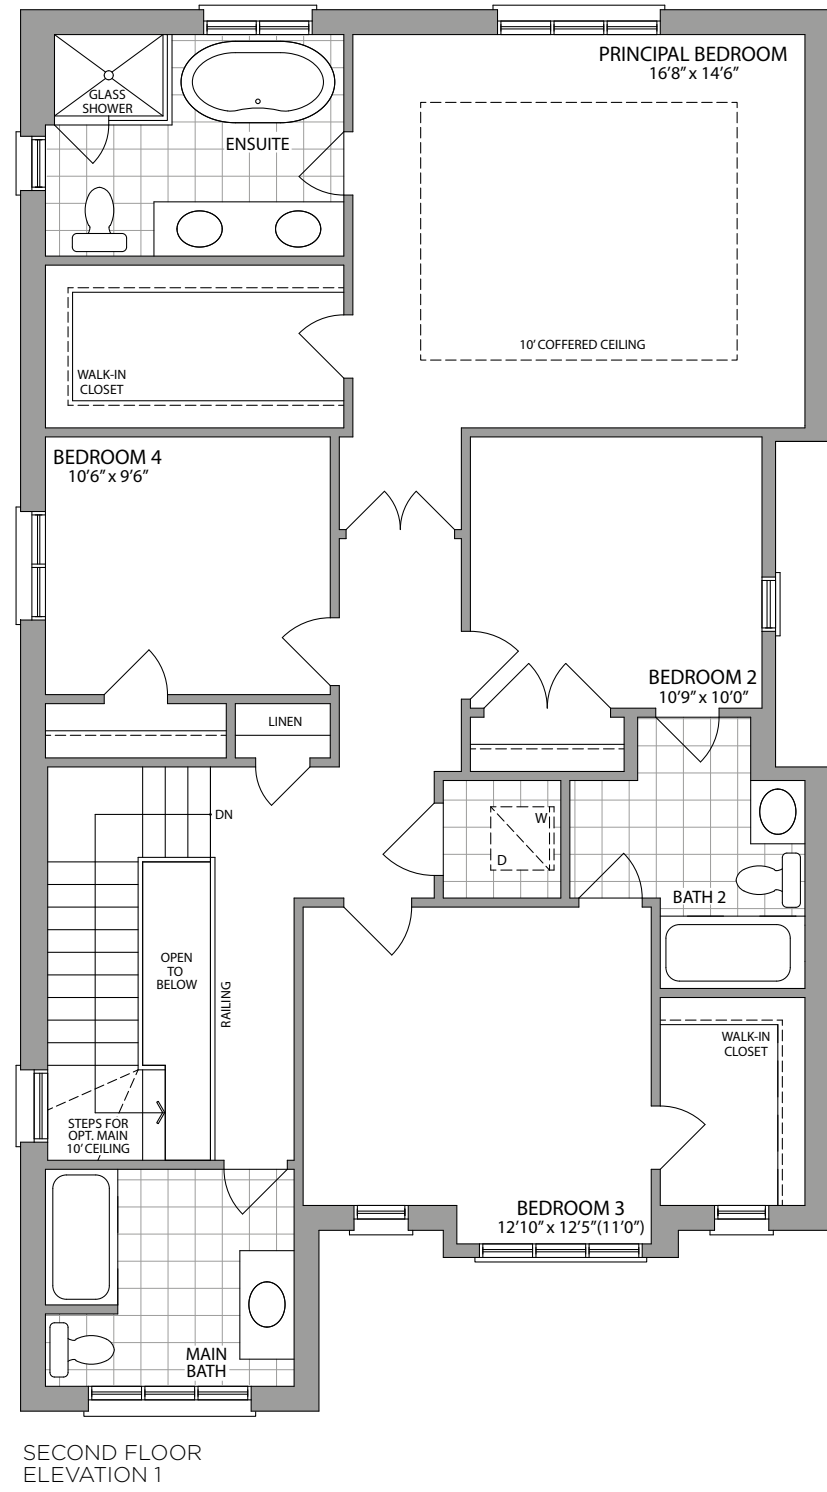 PRINCIPAL BEDROOM
16'8" x 14'6"
GLASS
SHOWER
ENSUITE
10' COFFERED CEILING
WALK-IN
CLOSET
BEDROOM 4
10'6" x 9'6"
BEDROOM 2
10'9" x 10'0"
LINEN
DN
W
D
BATH 2
OPEN
TO
BELOW
RAILING
WALK-IN
CLOSET
STEPS FOR
OPT. MAIN
10' CEILING
BEDROOM 3
12'10" x 12'5"(11'0")
MAIN
BATH
SECOND FLOOR
ELEVATION 1